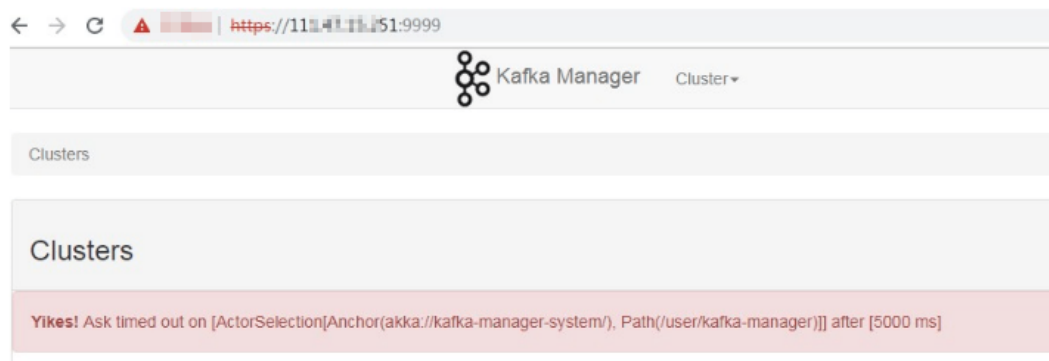 https://11 51:9999
Kafka Manager Cluster
Clusters
Clusters
Yikes! Ask timed out on [ActorSelection[Anchor(akka://kafka-manager-system/), Path(/user/kafka-manager)]] after [5000 ms]